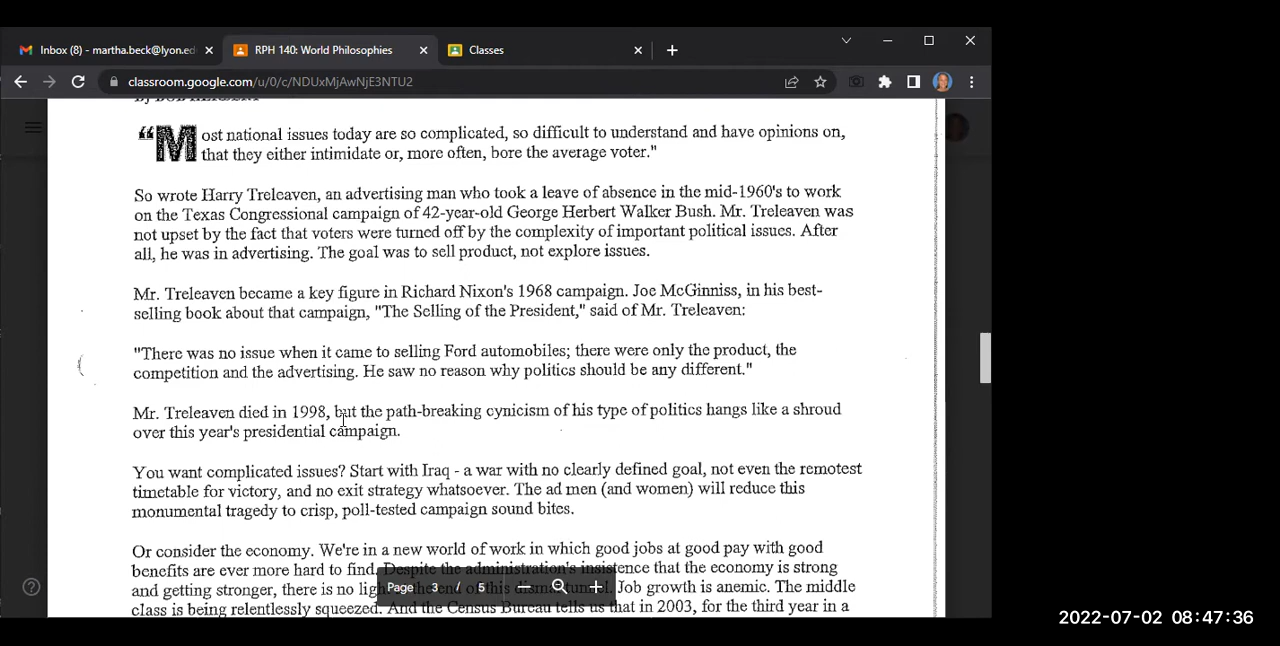 Inbox (8) - martha.beck@lyon.ed
RPH 140: World Philosophies
Classes
classroom.google.com/u/0/c/NDUxMjAwNjE3NTU2
"Most national issues today are so complicated, so difficult to understand and have opinions on,
that they either intimidate or, more often, bore the average voter."
So wrote Harry Treleaven, an advertising man who took a leave of absence in the mid-1960's to work
on the Texas Congressional campaign of 42-year-old George Herbert Walker Bush. Mr. Treleaven was
not upset by the fact that voters were turned off by the complexity of important political issues. After
all, he was in advertising. The goal was to sell product, not explore issues.
Mr. Treleaven became a key figure in Richard Nixon's 1968 campaign. Joe McGinniss, in his best-
selling book about that campaign, "The Selling of the President," said of Mr. Treleaven:
"There was no issue when it came to selling Ford automobiles; there were only the product, the
competition and the advertising. He saw no reason why politics should be any different."
Mr. Treleaven died in 1998, but the path-breaking cynicism of his type of politics hangs like a shroud
over this year's presidential campaign.
You want complicated issues? Start with Iraq - a war with no clearly defined goal, not even the remotest
timetable for victory, and no exit strategy whatsoever. The ad men (and women) will reduce this
monumental tragedy to crisp, poll-tested campaign sound bites.
Or consider the economy. We're in a new world of work in which good jobs at good pay with good
benefits are ever more hard to find. Despite the administration's insistence that the economy is strong
and getting stronger, there is no light at the end of this dismal tunnel. Job growth is anemic. The middle
class is being relentlessly squeezed. And the Census Bureau tells us that in 2003, for the third year in a
Page 3 / 5
2022-07-02 08:47:36